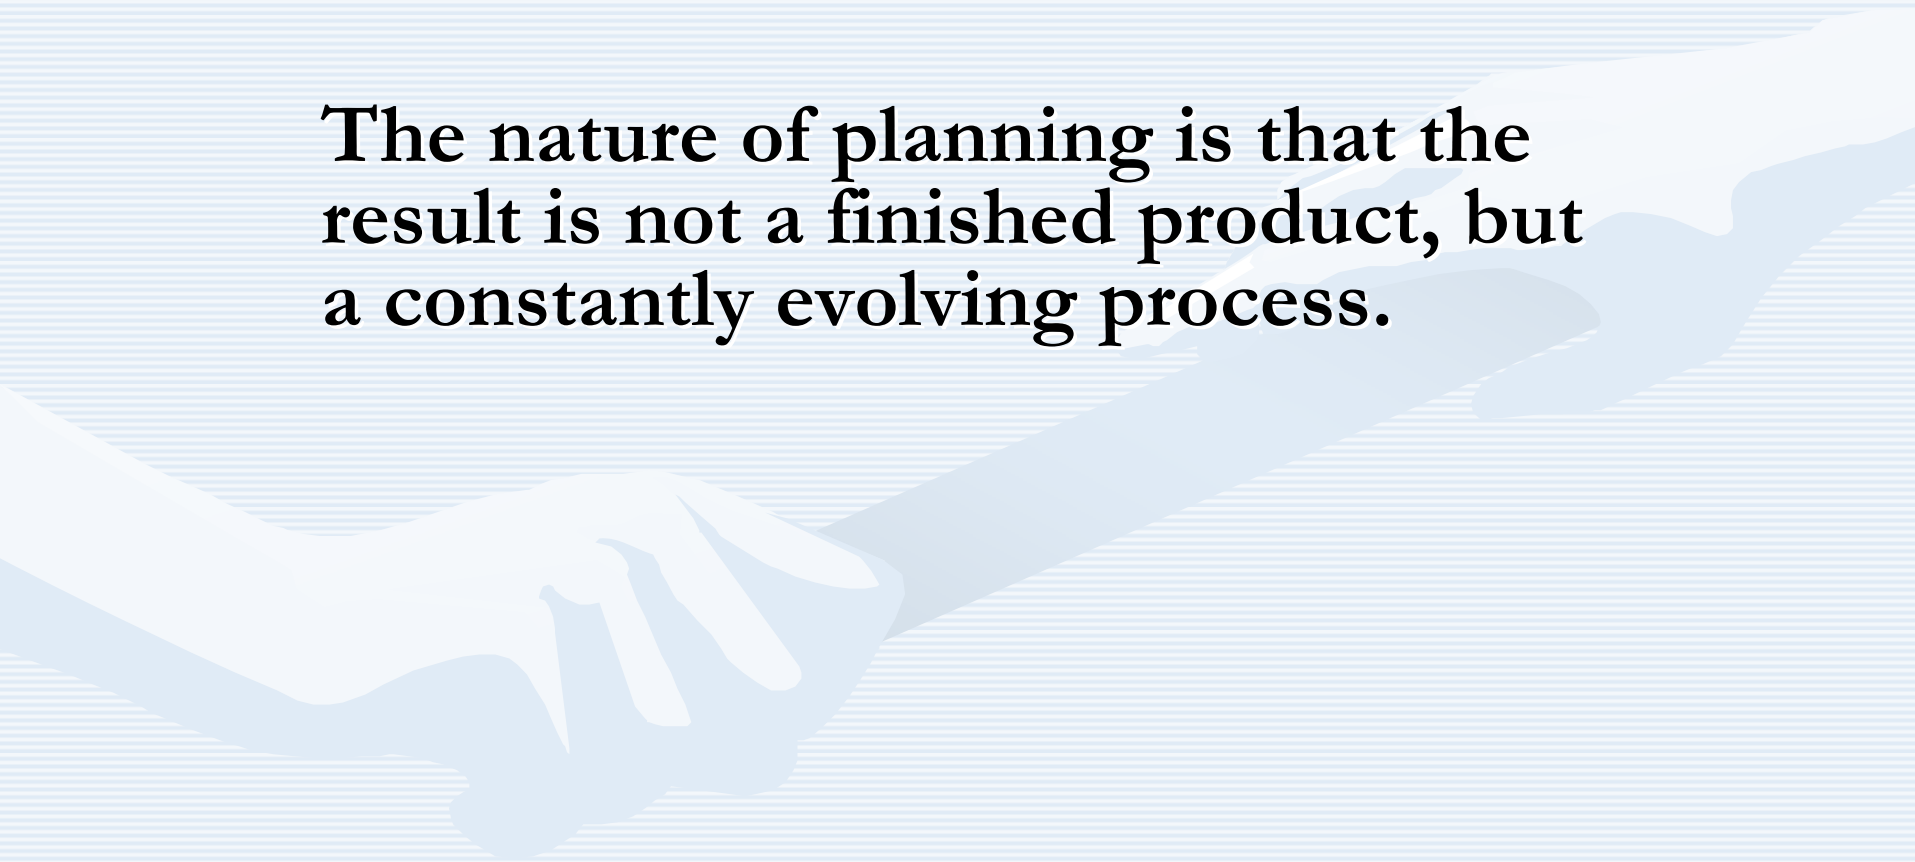 The nature of planning is that the
result is not a finished product, but
a constantly evolving process.